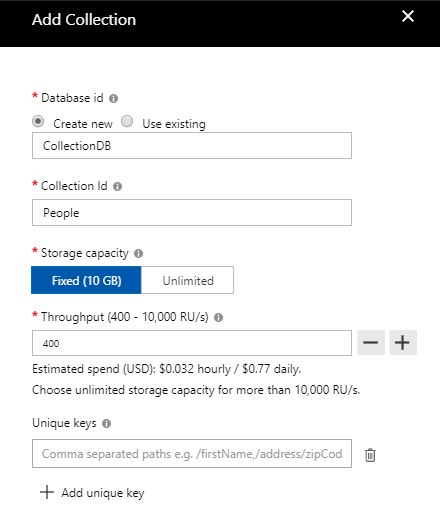 Add Collection
* Database id
Create new Use existing
CollectionDB
* Collection Id
People
* Storage capacity
Fixed (10 GB) Unlimited
* Throughput (400 - 10,000 RU/s)
400
Estimated spend (USD): $0.032 hourly / $0.77 daily.
Choose unlimited storage capacity for more than 10,000 RU/s.
Unique keys
Comma separated paths e.g. /firstName,/address/zipCod
Add unique key